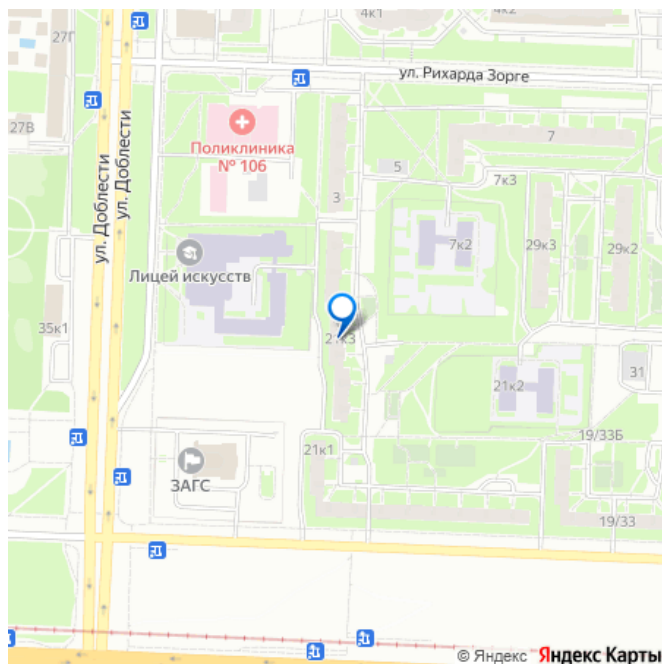 27Г
4к1
4к2
ул. Рихарда Зорге
27В
Поликлиника
№ 106
7
5
3
7к3
ул. Доблести
ул. Доблести
7к2
29к3
29к2
Лицей искусств
35к1
21к3
31
21к2
19/33Б
21к1
ЗАГС
19/33
© Яндекс Яндекс Карты